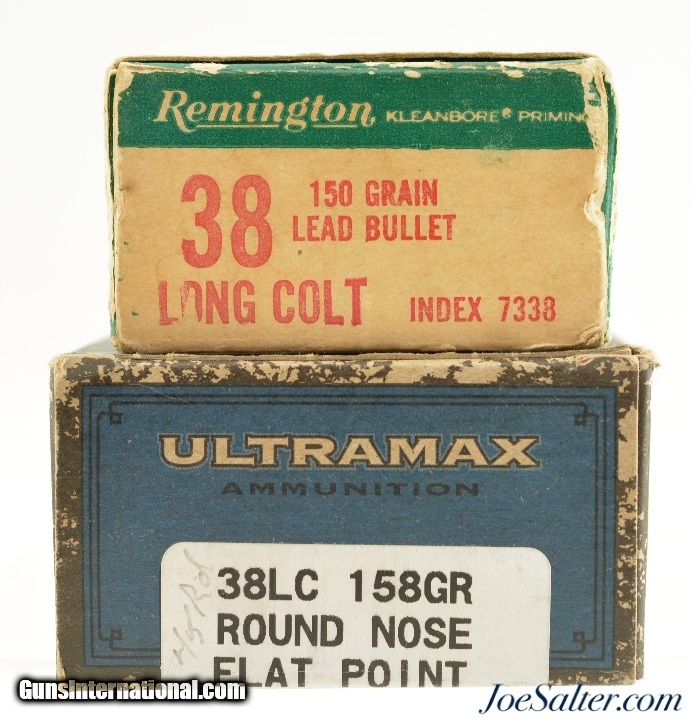 Remington KLEANBORE® PRIMING
38 150 GRAIN
LEAD BULLET
LONG COLT INDEX 7338
ULTRAMAX
AMMUNITION
38LC 158GR
ROUND NOSE
FLAT POINT
GunsInternational.com
JoeSalter.com